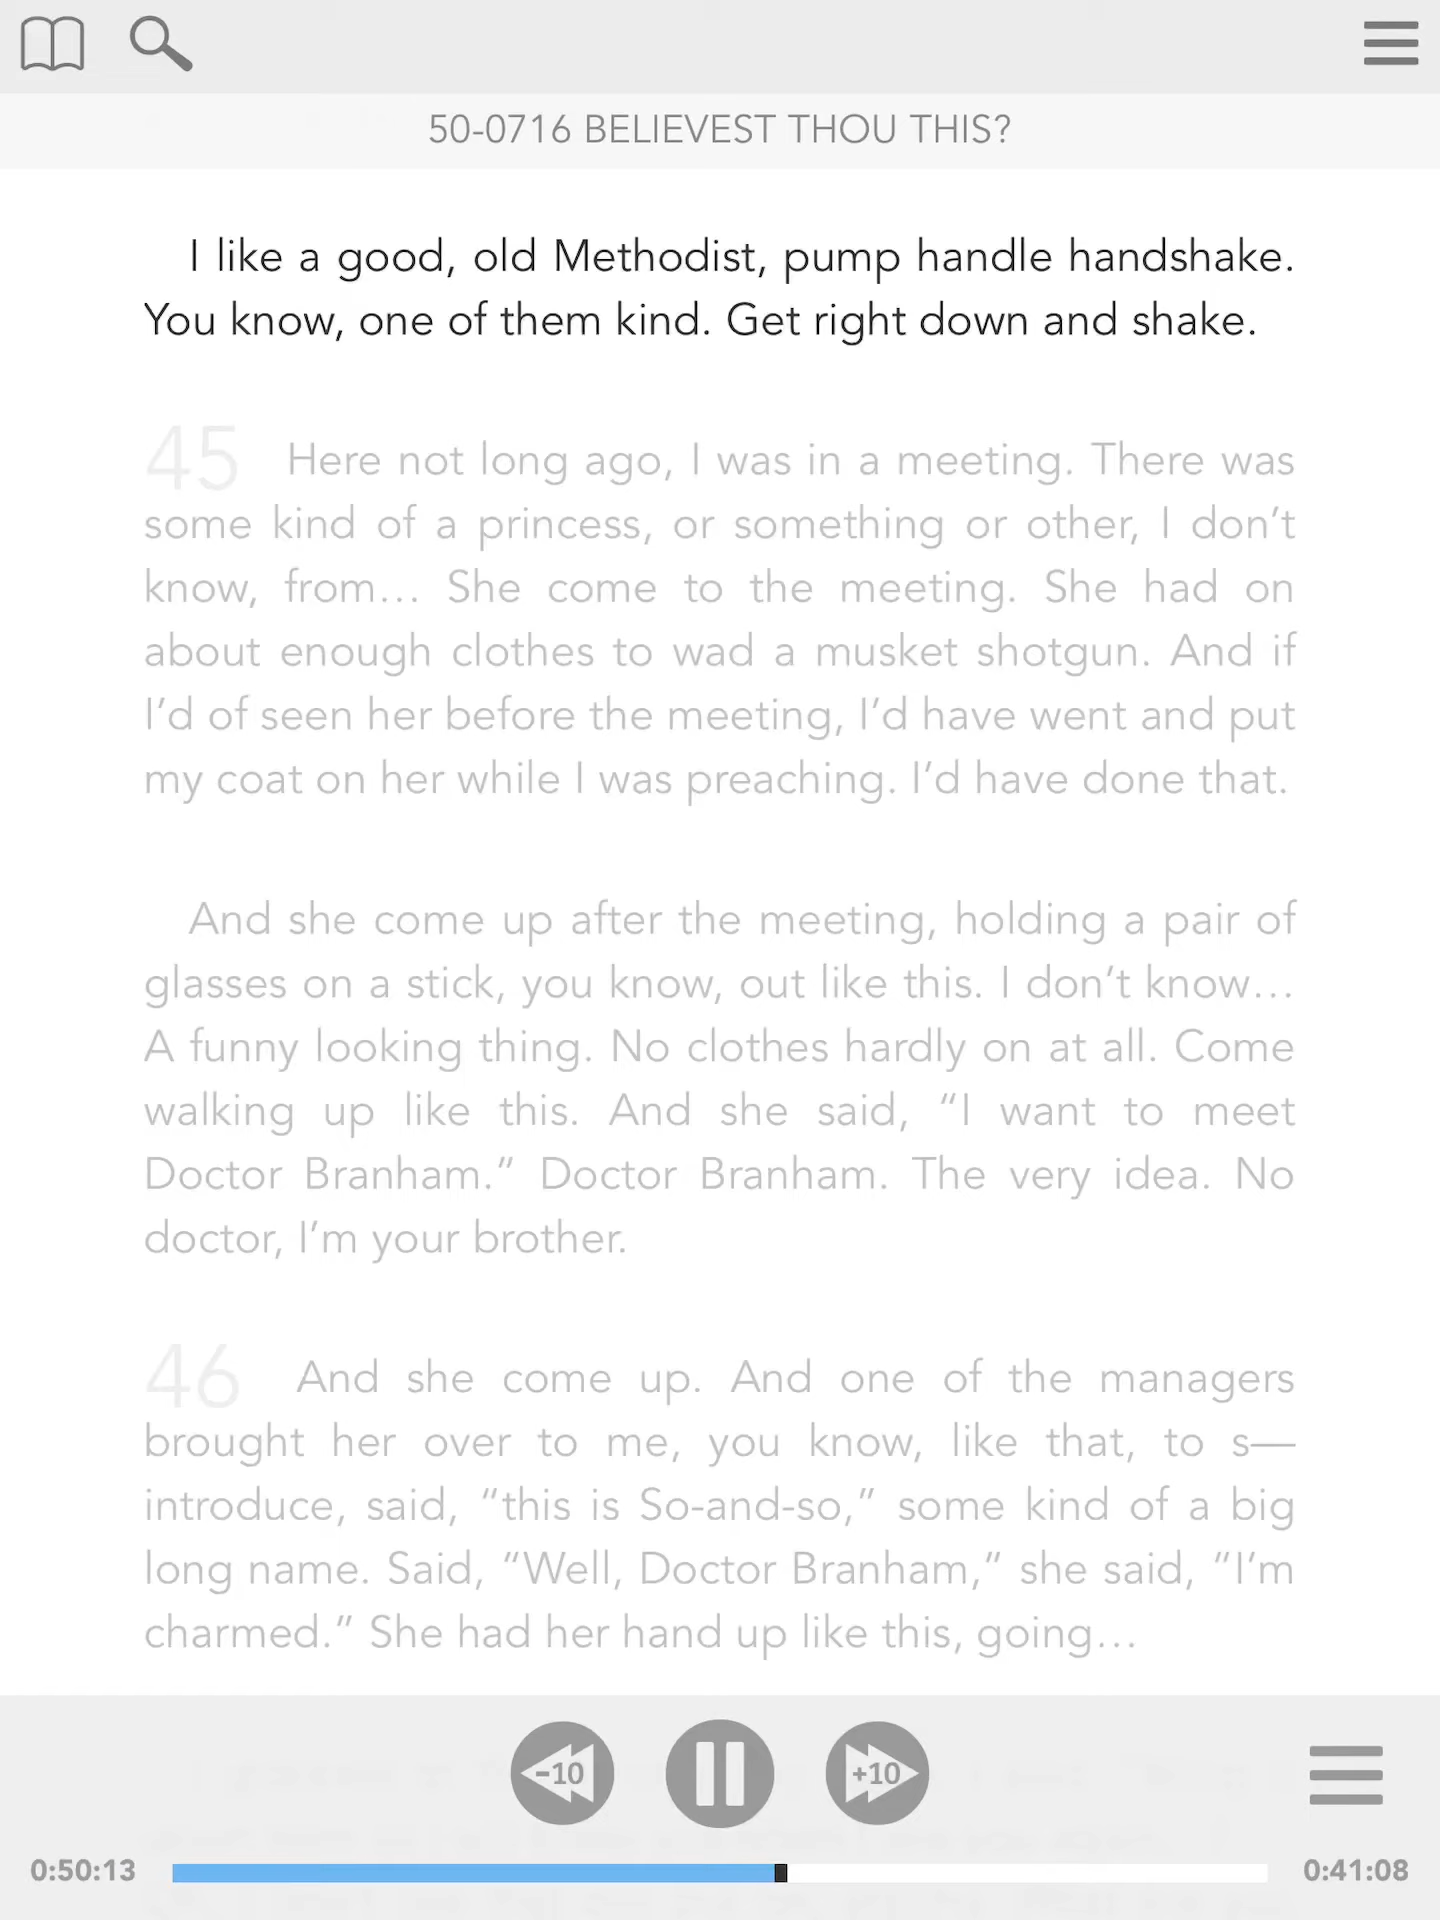 50-0716 BELIEVEST THOU THIS?
I like a good, old Methodist, pump handle handshake.
You know, one of them kind. Get right down and shake.
45 Here not long ago, I was in a meeting. There was
some kind of a princess, or something or other, I don’t
know, from… She come to the meeting. She had on
about enough clothes to wad a musket shotgun. And if
I’d of seen her before the meeting, I’d have went and put
my coat on her while I was preaching. I’d have done that.
And she come up after the meeting, holding a pair of
glasses on a stick, you know, out like this. I don’t know…
A funny looking thing. No clothes hardly on at all. Come
walking up like this. And she said, “I want to meet
Doctor Branham.” Doctor Branham. The very idea. No
doctor, I’m your brother.
46 And she come up. And one of the managers
brought her over to me, you know, like that, to s—
introduce, said, “this is So-and-so,” some kind of a big
long name. Said, “Well, Doctor Branham,” she said, “I’m
charmed.” She had her hand up like this, going…
-10 +10
0:50:13 0:41:08